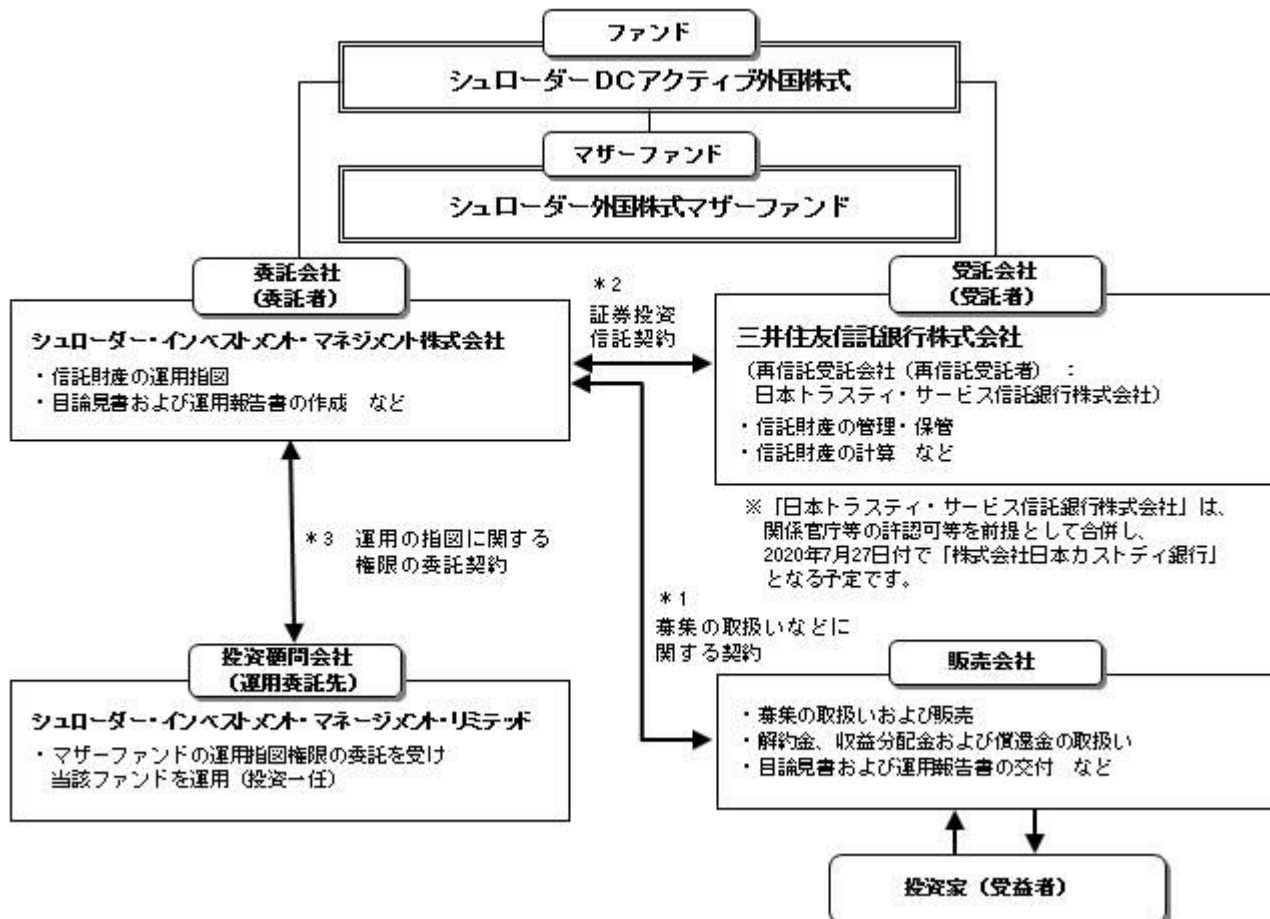 ファンド
シュローダーDCアクティブ外国株式
マザーファンド
シュローダー外国株式マザーファンド
委託会社
(委託者)
シュローダー・インベストメント・マネジメント株式会社
・信託財産の運用指図
・目論見書および運用報告書の作成 など
*2
証券投資
信託契約
受託会社
(受託者)
三井住友信託銀行株式会社
(再信託受託会社(再信託受託者) :
日本トラスティ・サービス信託銀行株式会社)
・信託財産の管理・保管
・信託財産の計算 など
※「日本トラスティ・サービス信託銀行株式会社」は、
関係官庁等の許認可等を前提として合併し、
2020年7月27日付で「株式会社日本カストディ銀行」
となる予定です。
*3 運用の指図に関する
権限の委託契約
*1
募集の取扱いなどに
関する契約
投資顧問会社
(運用委託先)
シュローダー・インベストメント・マネージメント・リミテッド
・マザーファンドの運用指図権限の委託を受け
当該ファンドを運用(投資一任)
販売会社
・募集の取扱いおよび販売
・解約金、収益分配金および償還金の取扱い
・目論見書および運用報告書の交付 など
投資家(受益者)